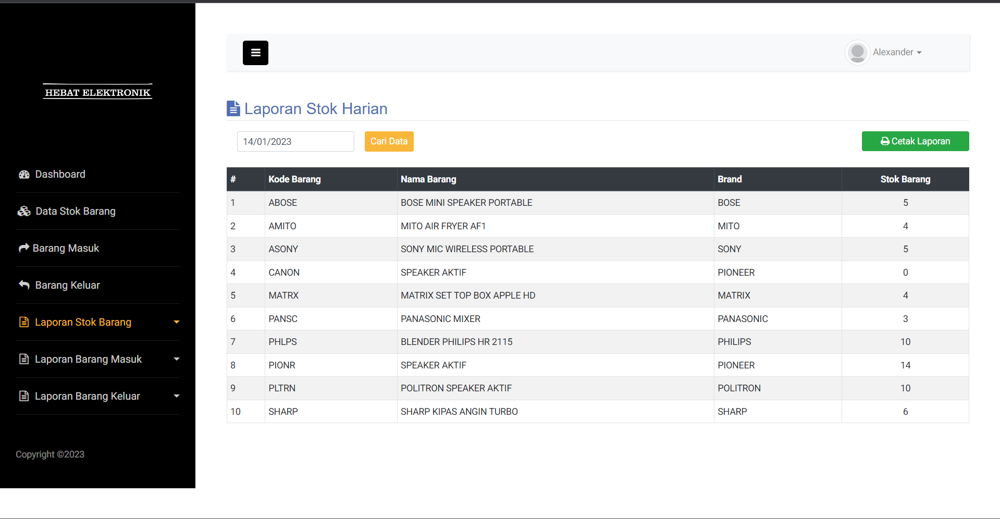 HEBAT ELEKTRONIK
Dashboard
Data Stok Barang
Barang Masuk
Barang Keluar
Laporan Stok Barang
Laporan Barang Masuk
Laporan Barang Keluar
Copyright ©2023
Alexander
Laporan Stok Harian
14/01/2023 Cari Data Cetak Laporan
# Kode Barang Nama Barang Brand Stok Barang
1 ABOSE BOSE MINI SPEAKER PORTABLE BOSE 5
2 AMITO MITO AIR FRYER AF1 MITO 4
3 ASONY SONY MIC WIRELESS PORTABLE SONY 5
4 CANON SPEAKER AKTIF PIONEER 0
5 MATRX MATRIX SET TOP BOX APPLE HD MATRIX 4
6 PANSC PANASONIC MIXER PANASONIC 3
7 PHLPS BLENDER PHILIPS HR 2115 PHILIPS 10
8 PIONR SPEAKER AKTIF PIONEER 14
9 PLTRN POLITRON SPEAKER AKTIF POLITRON 10
10 SHARP SHARP KIPAS ANGIN TURBO SHARP 6